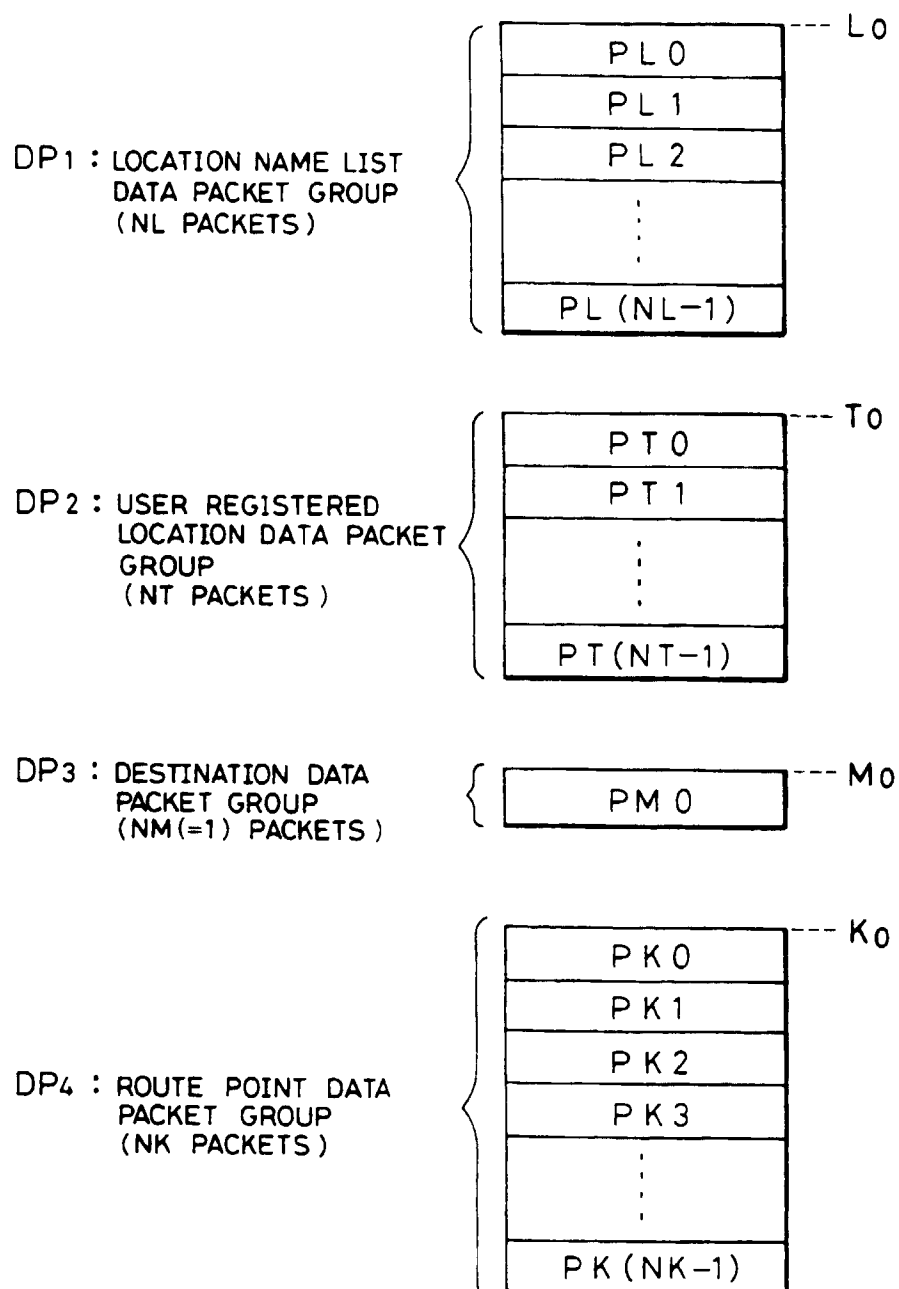 L0
PL0
PL1
DP1 : LOCATION NAME LIST
DATA PACKET GROUP
(NL PACKETS)
PL2
PL(NL-1)
T0
PT0
PT1
DP2 : USER REGISTERED
LOCATION DATA PACKET
GROUP
(NT PACKETS)
PT(NT-1)
DP3 : DESTINATION DATA
PACKET GROUP
(NM(=1) PACKETS)
M0
PM0
K0
PK0
PK1
PK2
DP4 : ROUTE POINT DATA
PACKET GROUP
(NK PACKETS)
PK3
PK(NK-1)